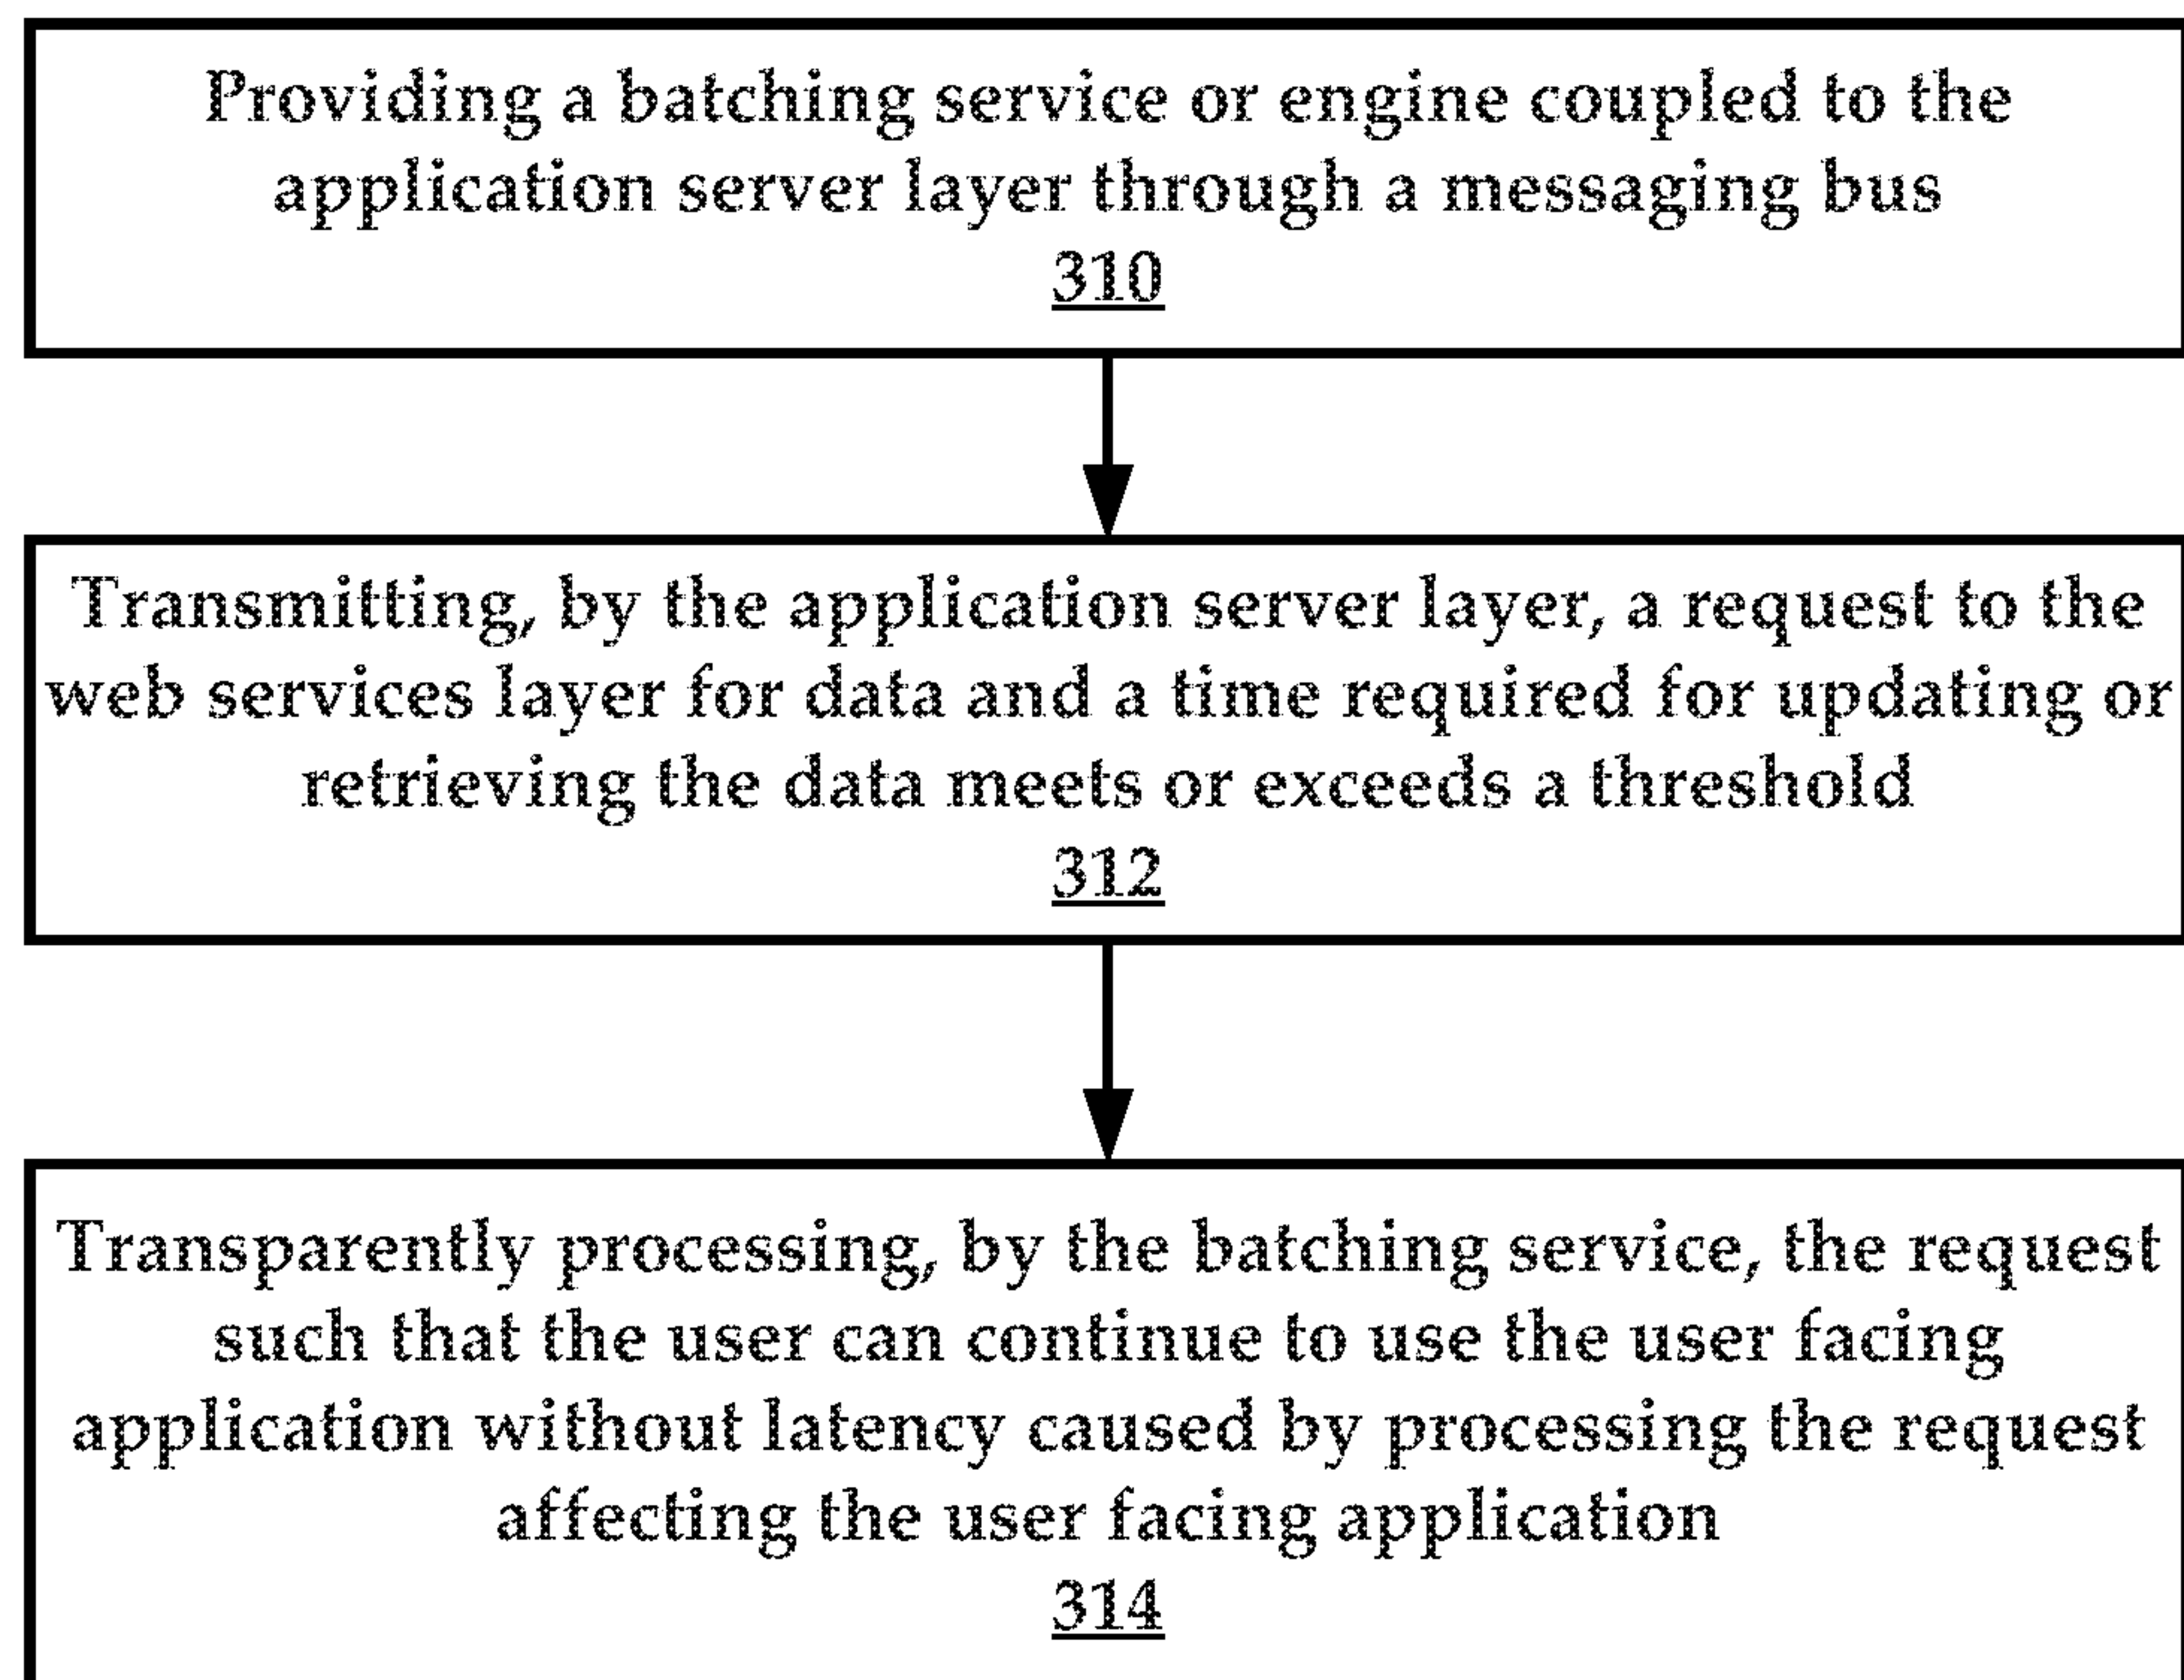 Providing a batching service or engine coupled to the
application server layer through a messaging bus
310
Transmitting, by the application server layer, a request to the
web services layer for data and a time required for updating or
retrieving the data meets or exceeds a threshold
312
Transparently processing, by the batching service, the request
such that the user can continue to use the user facing
application without latency caused by processing the request
affecting the user facing application
314